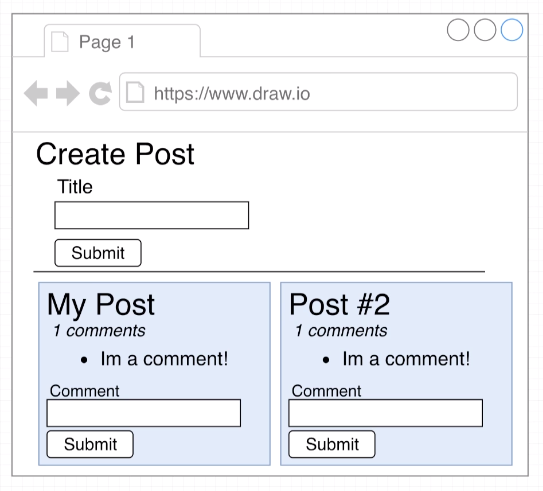 Page 1
https://www.draw.io
Create Post
Title
Submit
My Post
1 comments
Im a comment!
Comment
Submit
Post #2
1 comments
Im a comment!
Comment
Submit